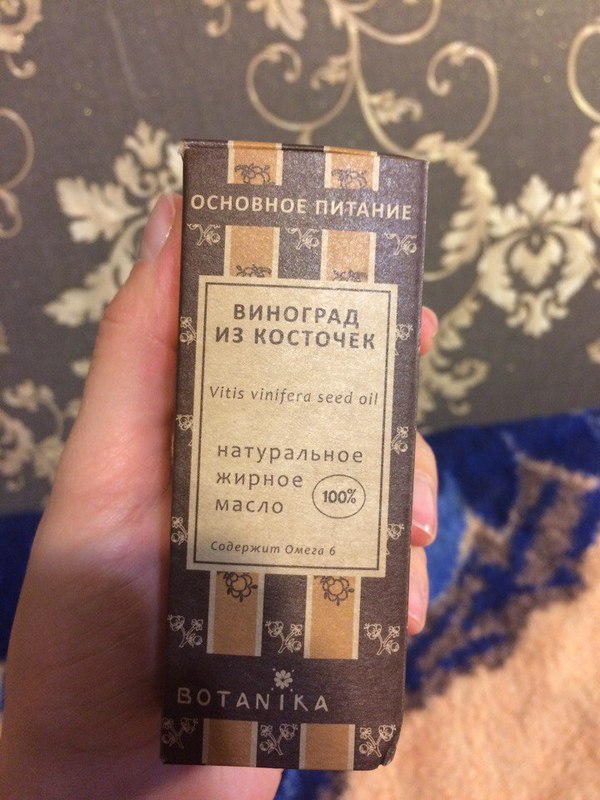 ОСНОВНОЕ ПИТАНИЕ
ВИНОГРАД
ИЗ КОСТОЧЕК
Vitis vinifera seed oil
натуральное
жирное
масло
100%
Содержит Омега 6
BOTANIKA